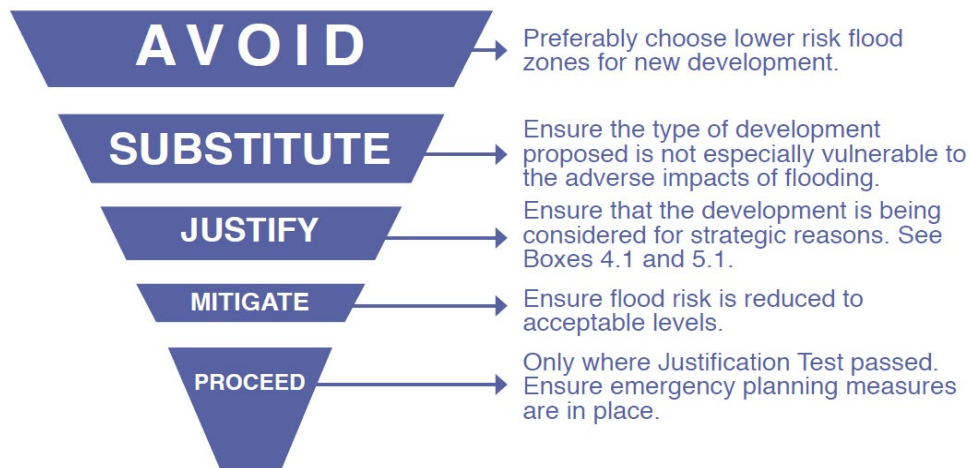 AVOID
Preferably choose lower risk flood
zones for new development.
SUBSTITUTE
Ensure the type of development
proposed is not especially vulnerable to
the adverse impacts of flooding.
JUSTIFY
Ensure that the development is being
considered for strategic reasons. See
Boxes 4.1 and 5.1.
MITIGATE
Ensure flood risk is reduced to
acceptable levels.
PROCEED
Only where Justification Test passed.
Ensure emergency planning measures
are in place.